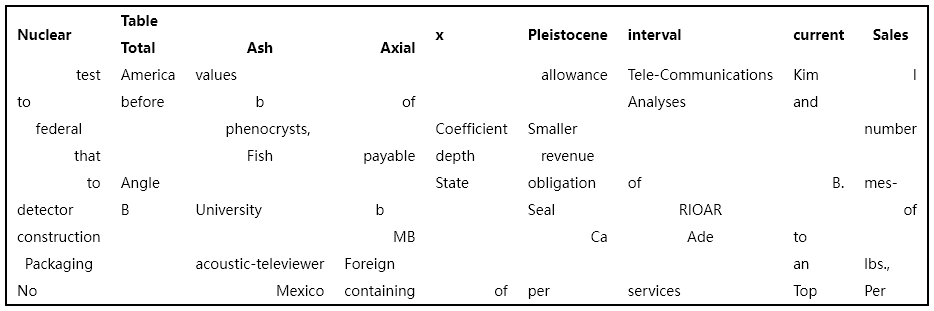 Nuclear Table Total Ash Axial x Pleistocene interval current Sales
test America values allowance Tele-Communications Kim I
to before b of Analyses and
federal phenocrysts, Coefficient Smaller number
that Fish payable depth revenue
to Angle State obligation of B. mes-
detector B University b Seal RIOAR of
construction MB Ca Ade to
Packaging acoustic-televiewer Foreign an lbs.,
No Mexico containing of per services Top Per